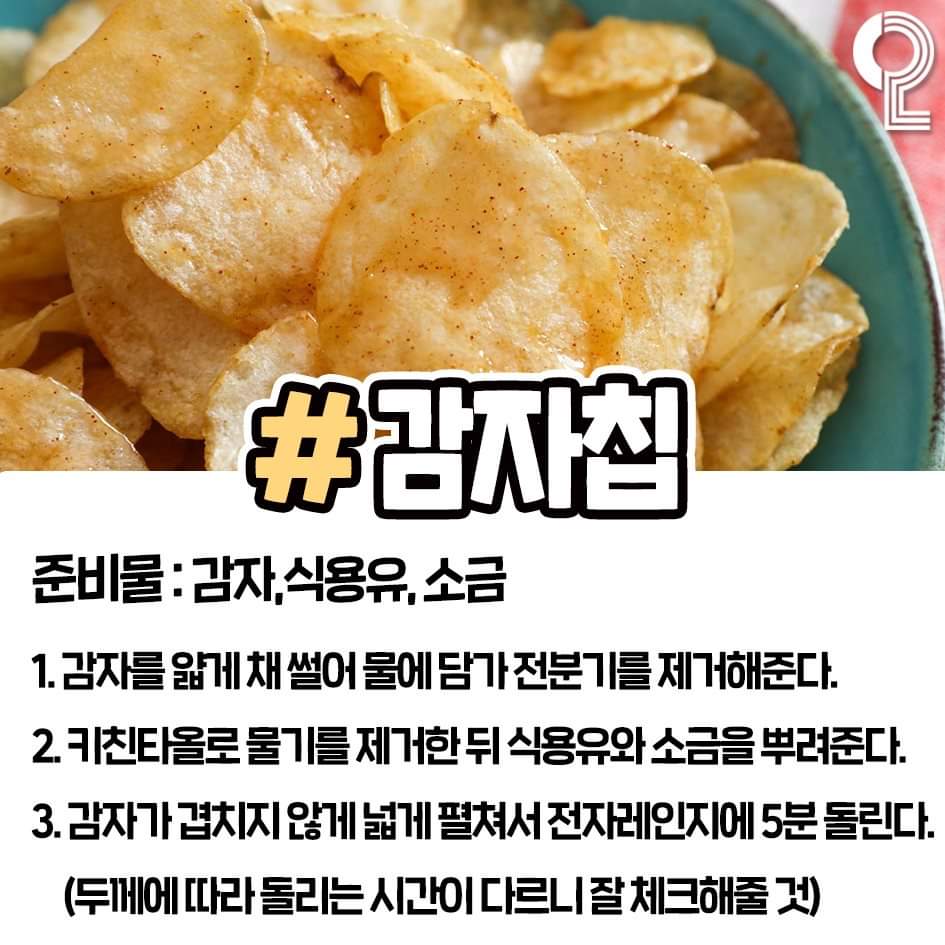 #감자칩
준비물 : 감자,식용유, 소금
1. 감자를 얇게 채 썰어 물에 담가 전분기를 제거해준다.
2. 키친타올로 물기를 제거한 뒤 식용유와 소금을 뿌려준다.
3. 감자가 겹치지 않게 넓게 펼쳐서 전자레인지에 5분 돌린다.
(두께에 따라 돌리는 시간이 다르니 잘 체크해줄 것)